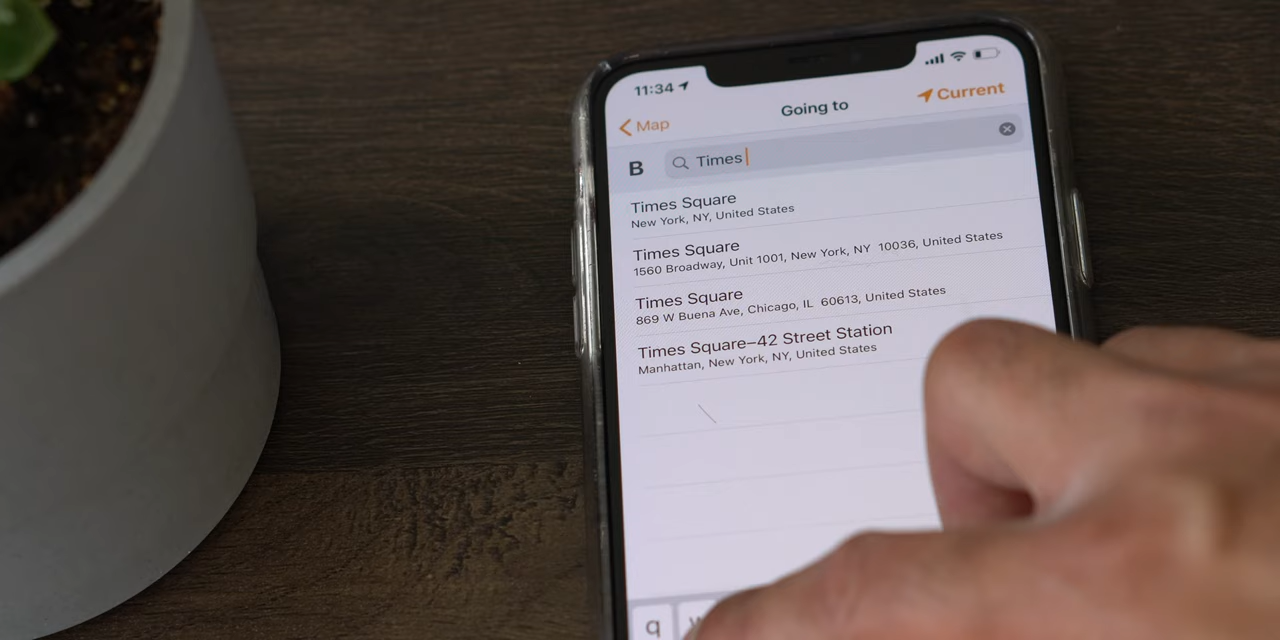 11:34
Going to
Current
Map
B
Times
Times Square
New York, NY, United States
Times Square
1560 Broadway, Unit 1001, New York, NY 10036, United States
Times Square
869 W Buena Ave, Chicago, IL 60613, United States
Times Square–42 Street Station
Manhattan, New York, NY, United States
q